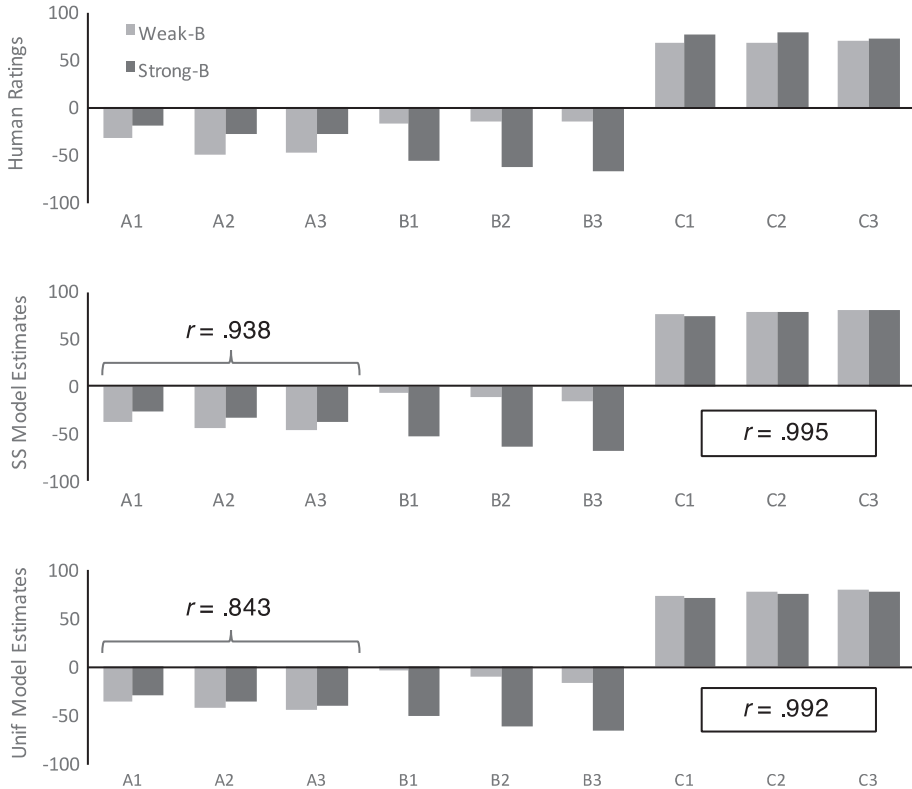 Human Ratings
100
50
0
-50
-100
Weak-B
Strong-B
A1 A2 A3 B1 B2 B3 C1 C2 C3
SS Model Estimates
100
50
0
-50
-100
r = .938
r = .995
A1 A2 A3 B1 B2 B3 C1 C2 C3
Unif Model Estimates
100
50
0
-50
-100
r = .843
r = .992
A1 A2 A3 B1 B2 B3 C1 C2 C3